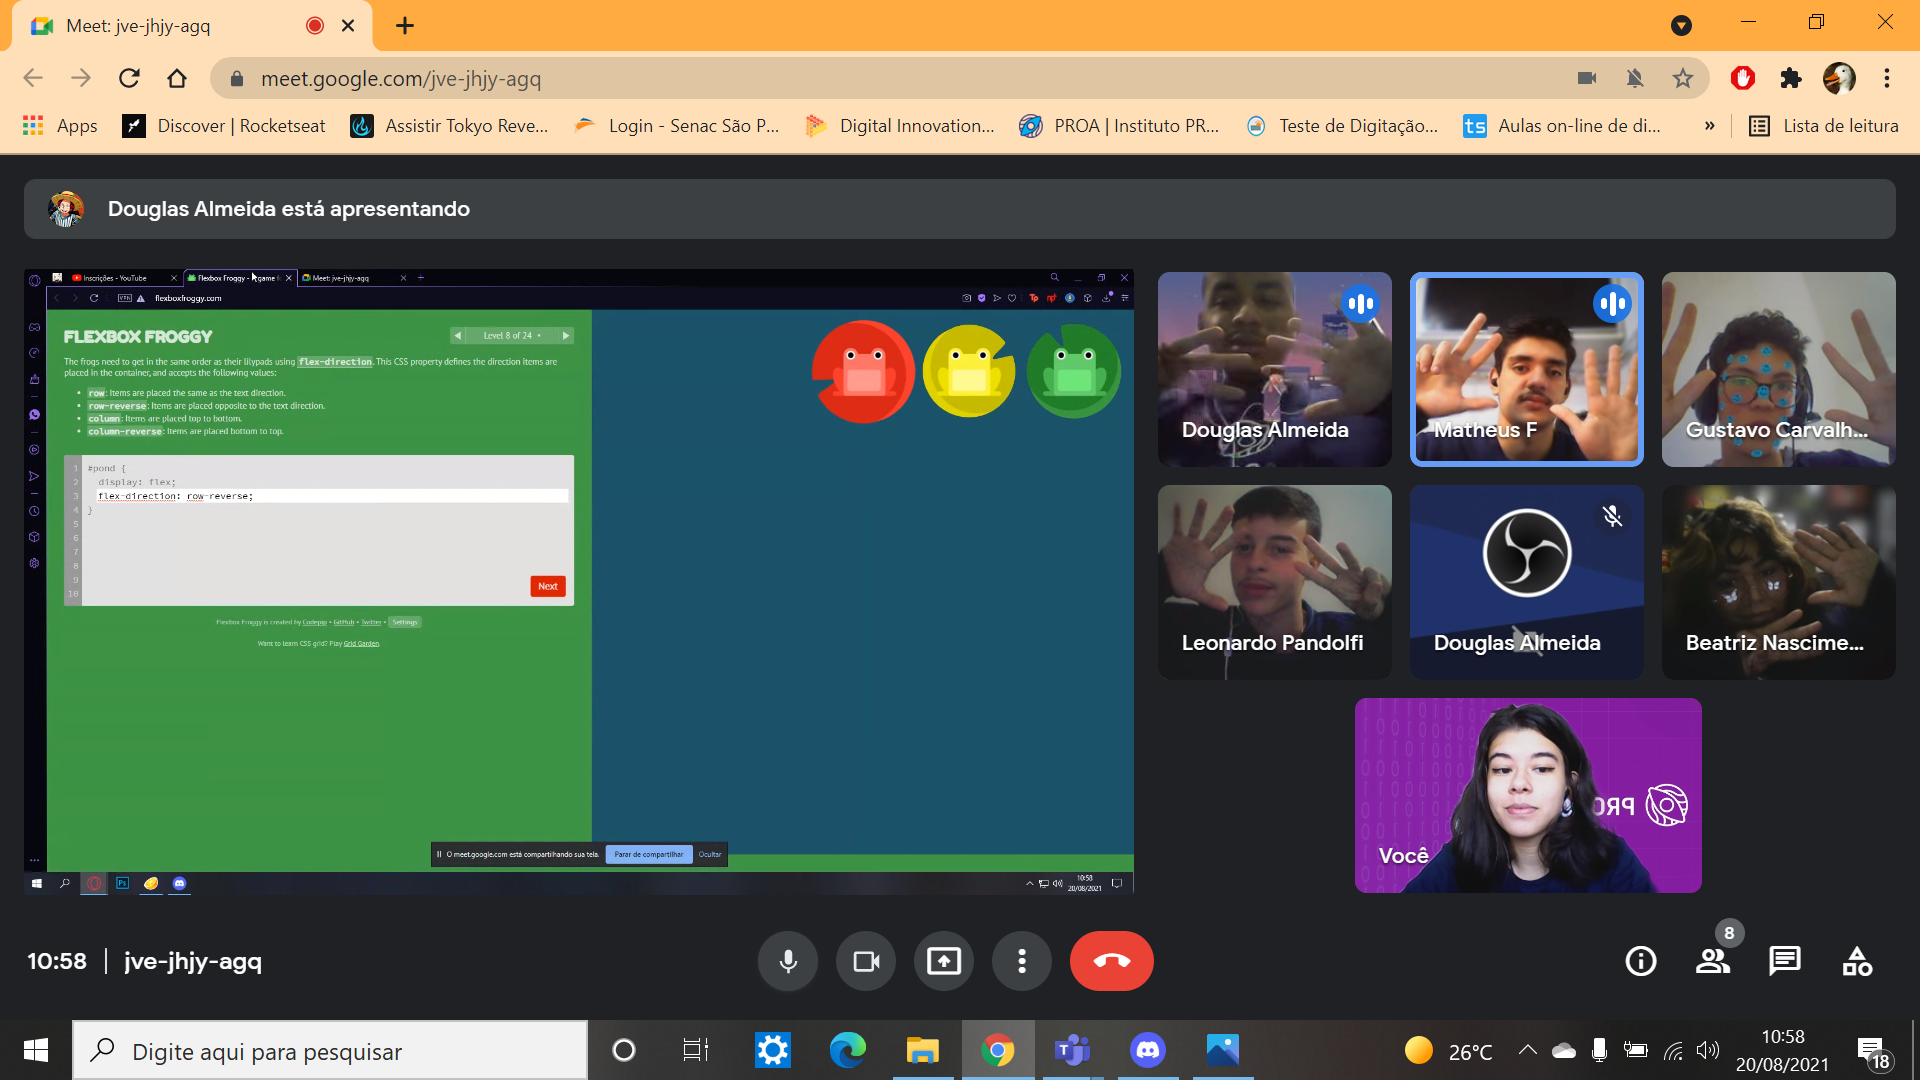 Meet: jve-jhjy-agq
meet.google.com/jve-jhjy-agq
Apps
Discover | Rocketseat
Assistir Tokyo Reve...
Login - Senac São P...
Digital Innovation...
PROA | Instituto PR...
Teste de Digitação...
ts
Aulas on-line de di...
»
Lista de leitura
Douglas Almeida está apresentando
Inscrições - YouTube
Flexbox Froggy - A game f
Meet: jve-jhjy-agq
VPN
flexboxfroggy.com
FLEXBOX FROGGY
Level 8 of 24
The frogs need to get in the same order as their lilypads using flex-direction. This CSS property defines the direction items are
placed in the container, and accepts the following values:
• row: Items are placed the same as the text direction.
• row-reverse: Items are placed opposite to the text direction.
• column: Items are placed top to bottom.
• column-reverse: Items are placed bottom to top.
1 #pond {
2 display: flex;
3 flex-direction: row-reverse;
4 }
5
6
7
8
9
10
Next
Flexbox Froggy is created by Codepip • GitHub • Twitter • Settings
Want to learn CSS grid? Play Grid Garden.
O meet.google.com está compartilhando sua tela.
Parar de compartilhar
Ocultar
Ps
10:58
20/08/2021
Douglas Almeida
Matheus F
Gustavo Carvalh...
Leonardo Pandolfi
Douglas Almeida
Beatriz Nascime...
PRO
Você
10:58
jve-jhjy-agq
8
Digite aqui para pesquisar
26°C
10:58
20/08/2021
18